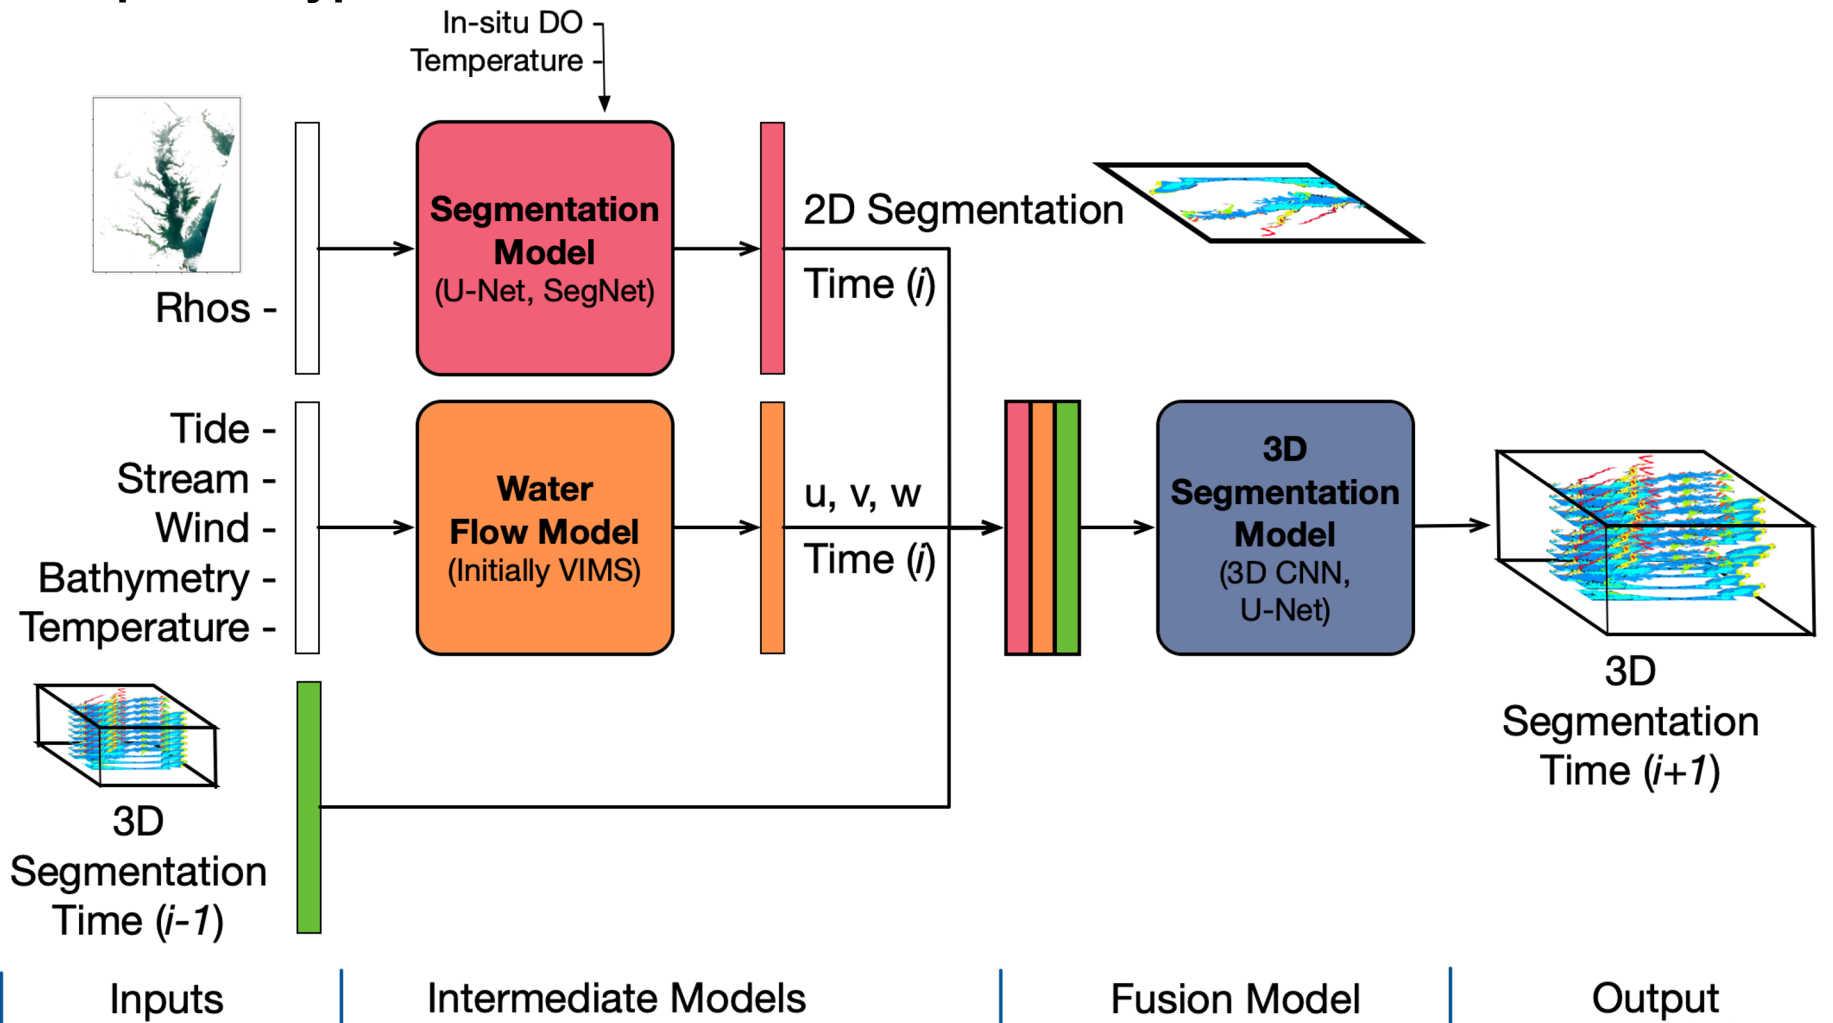 In-situ DO -
Temperature -
Rhos -
Segmentation
Model
(U-Net, SegNet)
2D Segmentation
Time (i)
Tide -
Stream -
Wind -
Bathymetry -
Temperature -
Water
Flow Model
(Initially VIMS)
u, v, w
Time (i)
3D
Segmentation
Model
(3D CNN,
U-Net)
3D
Segmentation
Time (i+1)
3D
Segmentation
Time (i-1)
Inputs
Intermediate Models
Fusion Model
Output